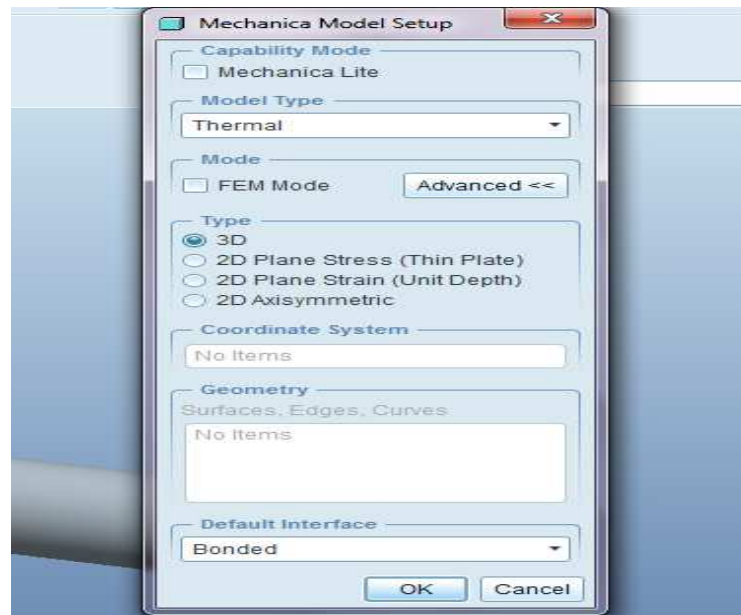 Mechanica Model Setup
Capability Mode
Mechanica Lite
Model Type
Thermal
Mode
FEM Mode
Advanced <<
Type
3D
2D Plane Stress (Thin Plate)
2D Plane Strain (Unit Depth)
2D Axisymmetric
Coordinate System
No Items
Geometry
Surfaces, Edges, Curves
No Items
Default Interface
Bonded
OK
Cancel